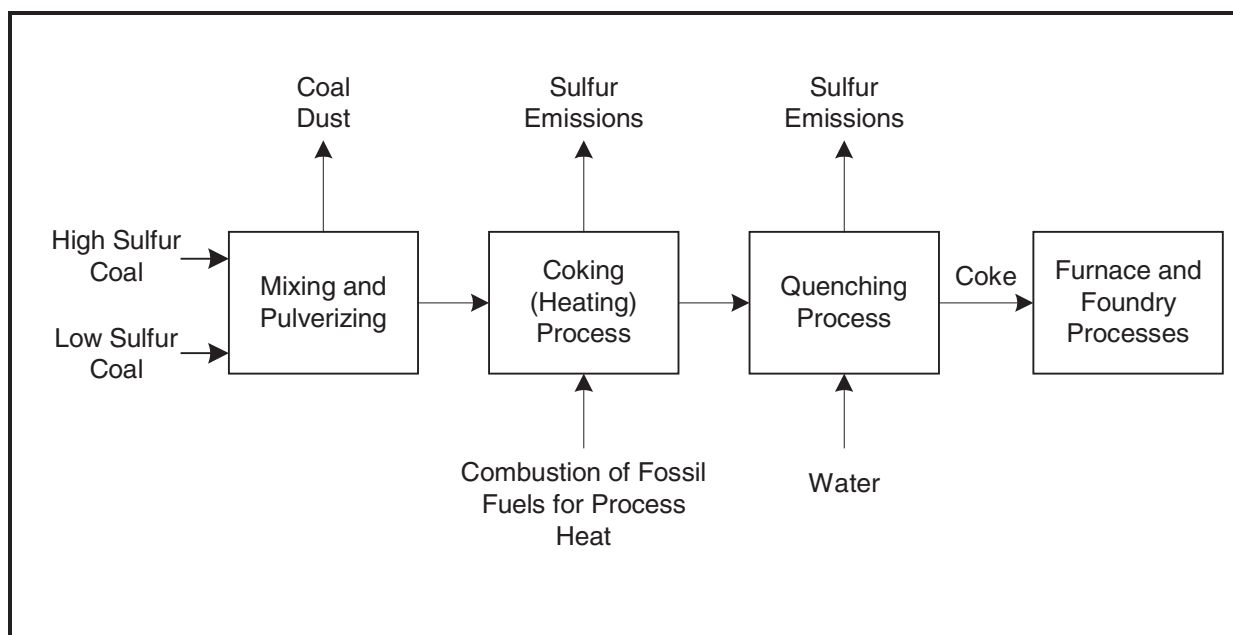 Coal
Dust
Sulfur
Emissions
Sulfur
Emissions
High Sulfur
Coal
Low Sulfur
Coal
Mixing and
Pulverizing
Coking
(Heating)
Process
Quenching
Process
Coke
Furnace and
Foundry
Processes
Combustion of Fossil
Fuels for Process
Heat
Water